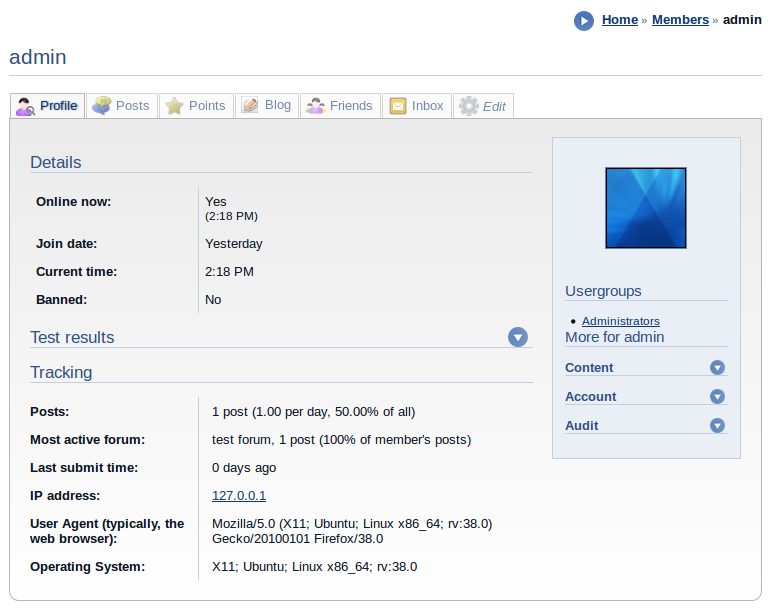 Home » Members » admin
admin
Profile Posts Points Blog Friends Inbox Edit
Details
Online now: Yes
(2:18 PM)
Join date: Yesterday
Current time: 2:18 PM
Banned: No
Test results
Tracking
Posts: 1 post (1.00 per day, 50.00% of all)
Most active forum: test forum, 1 post (100% of member's posts)
Last submit time: 0 days ago
IP address: 127.0.0.1
User Agent (typically, the Mozilla/5.0 (X11; Ubuntu; Linux x86_64; rv:38.0)
web browser): Gecko/20100101 Firefox/38.0
Operating System: X11; Ubuntu; Linux x86_64; rv:38.0
Usergroups
• Administrators
More for admin
Content
Account
Audit